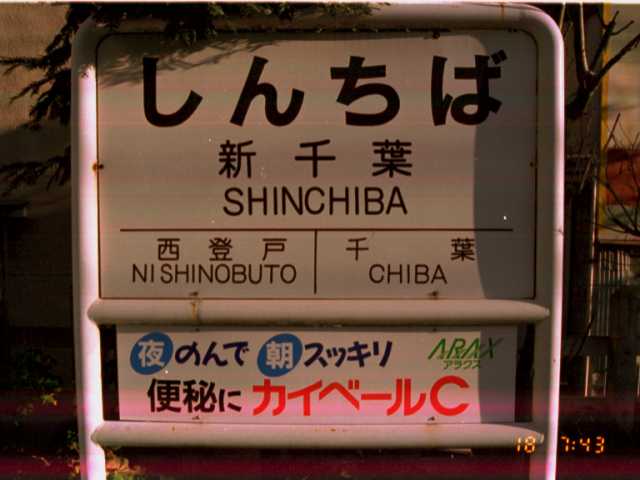 しんちば
新千葉
SHINCHIBA
西登戸 千葉
NISHINOBUTO CHIBA
夜のんで 朝スッキリ ARAX
アラクス
便秘に カイベールC
18 7:43